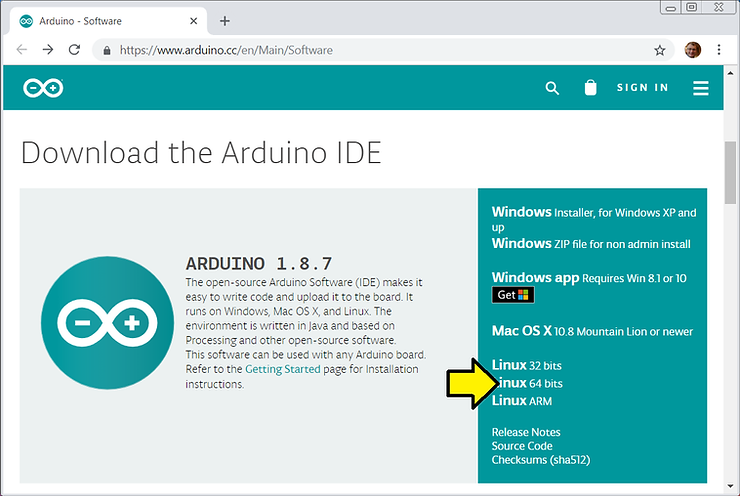 Arduino - Software
https://www.arduino.cc/en/Main/Software
SIGN IN
Download the Arduino IDE
ARDUINO 1.8.7
The open-source Arduino Software (IDE) makes it
easy to write code and upload it to the board. It
runs on Windows, Mac OS X, and Linux. The
environment is written in Java and based on
Processing and other open-source software.
This software can be used with any Arduino board.
Refer to the Getting Started page for Installation
instructions.
Windows Installer, for Windows XP and
up
Windows ZIP file for non admin install
Windows app Requires Win 8.1 or 10
Get
Mac OS X 10.8 Mountain Lion or newer
Linux 32 bits
Linux 64 bits
Linux ARM
Release Notes
Source Code
Checksums (sha512)